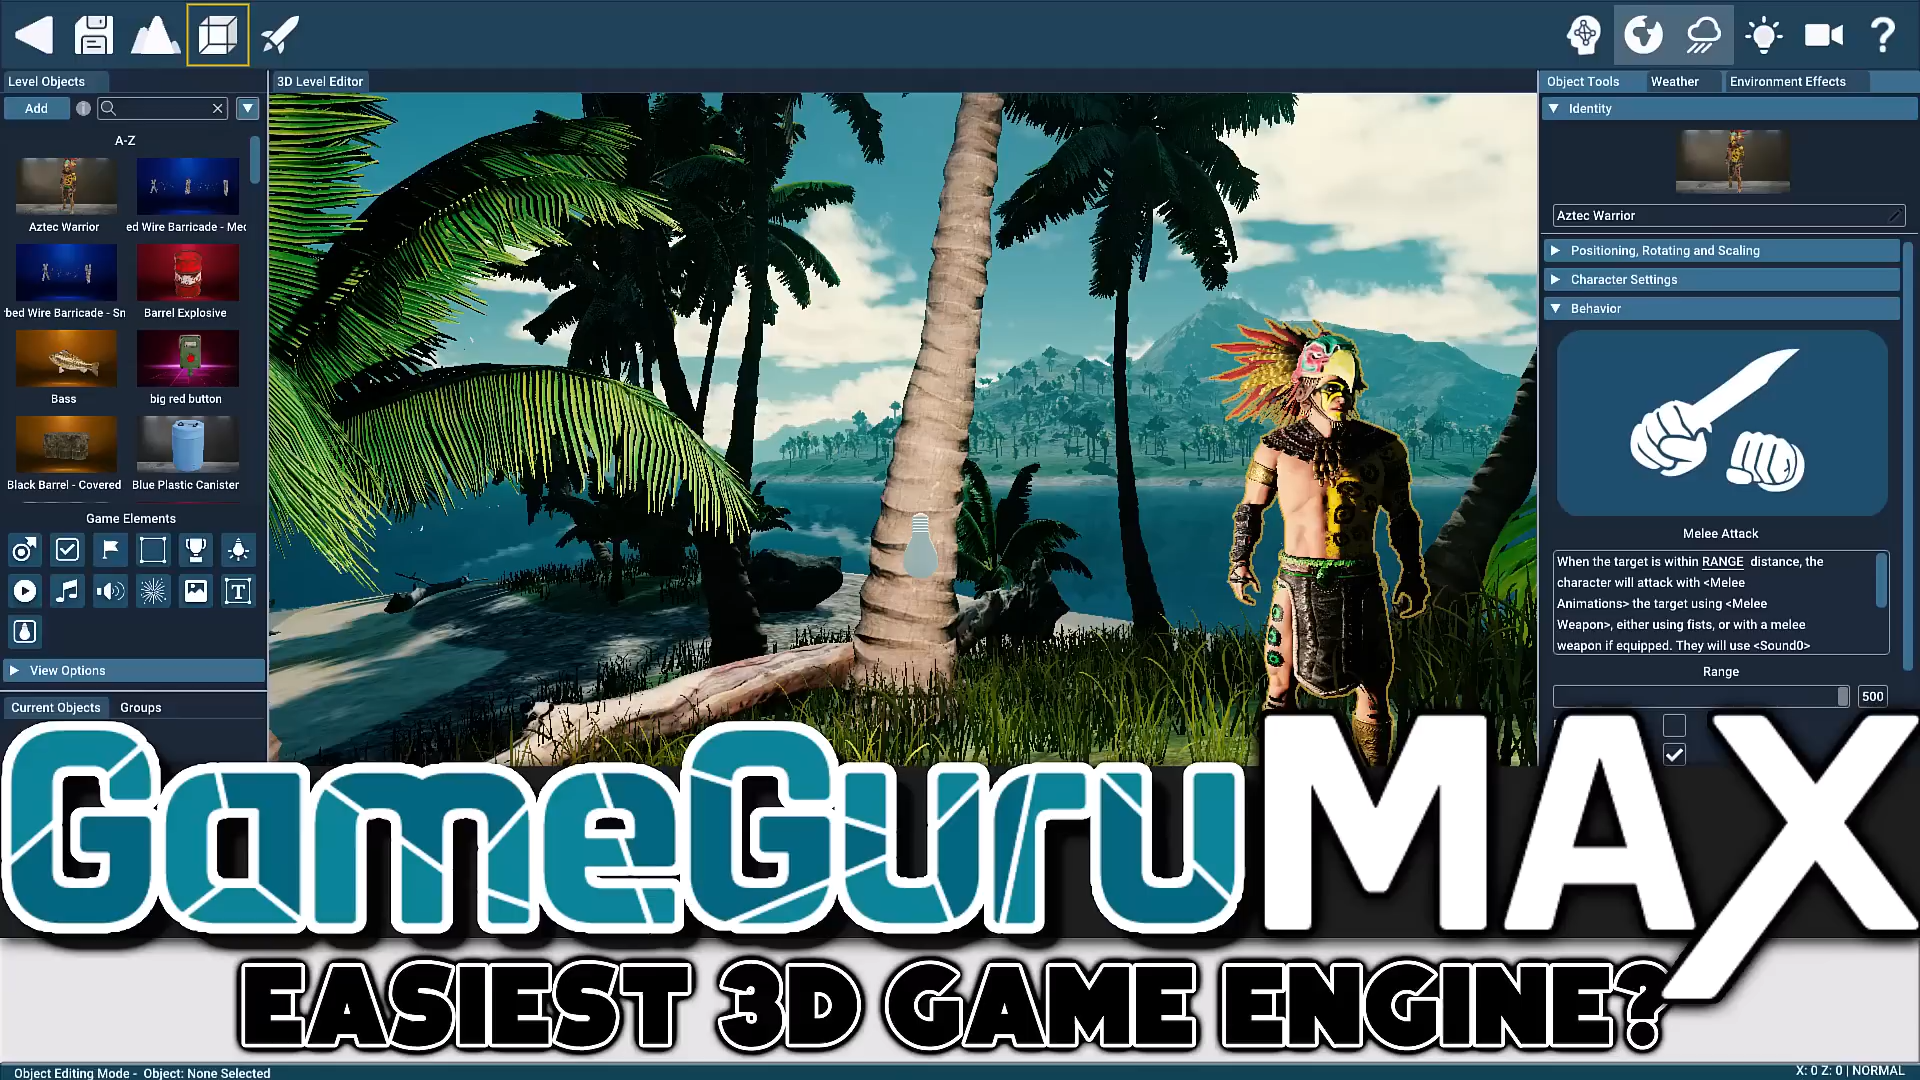 Level Objects
3D Level Editor
Object Tools
Weather
Environment Effects
Add
Identity
A-Z
Aztec Warrior
ed Wire Barricade - Med
Aztec Warrior
Positioning, Rotating and Scaling
Character Settings
Behavior
bed Wire Barricade - Sn
Barrel Explosive
Bass
big red button
Black Barrel - Covered
Blue Plastic Canister
Game Elements
Melee Attack
When the target is within RANGE distance, the
character will attack with <Melee
Animations> the target using <Melee
Weapon>, either using fists, or with a melee
weapon if equipped. They will use <Sound0>
Range
500
View Options
Current Objects
Groups
GameGuru MAX
EASIEST 3D GAME ENGINE?
Object Editing Mode - Object: None Selected
X: 0 Z: 0 | NORMAL